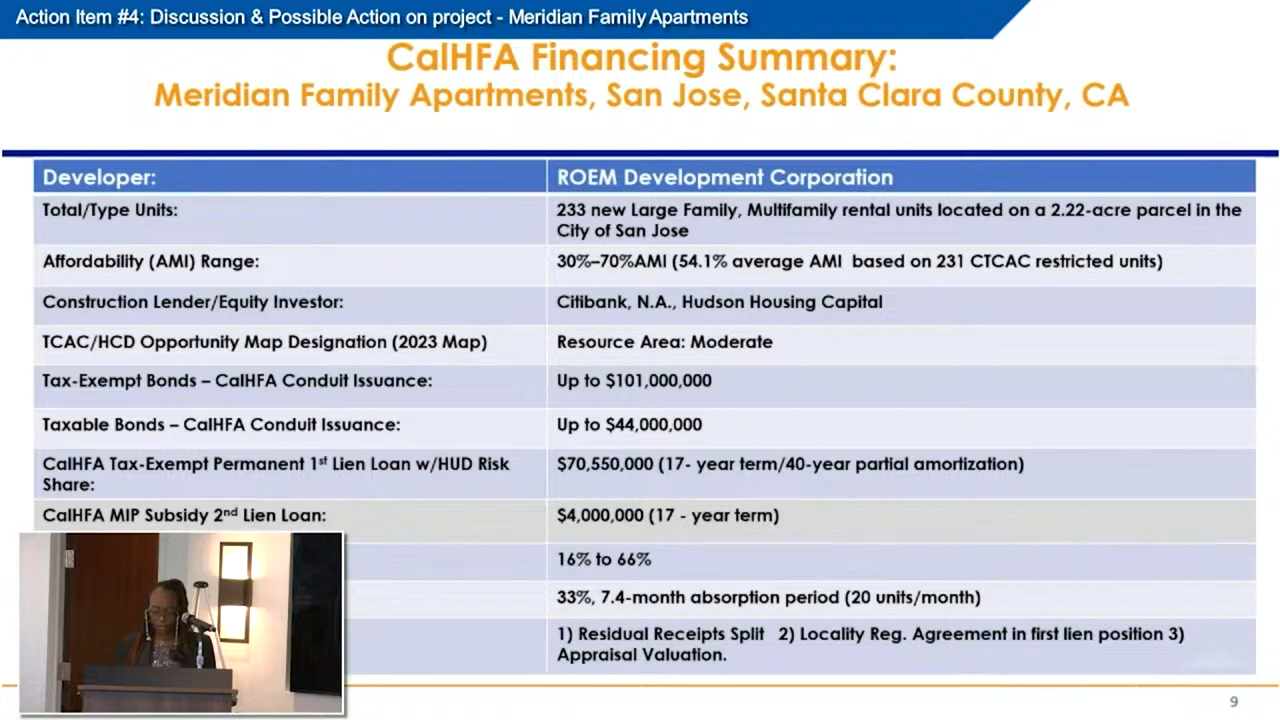 Action Item #4: Discussion & Possible Action on project - Meridian Family Apartments
CalHFA Financing Summary:
Meridian Family Apartments, San Jose, Santa Clara County, CA
Developer:
ROEM Development Corporation
Total/Type Units:
233 new Large Family, Multifamily rental units located on a 2.22-acre parcel in the
City of San Jose
Affordability (AMI) Range:
30%–70%AMI (54.1% average AMI based on 231 CTCAC restricted units)
Construction Lender/Equity Investor:
Citibank, N.A., Hudson Housing Capital
TCAC/HCD Opportunity Map Designation (2023 Map)
Resource Area: Moderate
Tax-Exempt Bonds – CalHFA Conduit Issuance:
Up to $101,000,000
Taxable Bonds – CalHFA Conduit Issuance:
Up to $44,000,000
CalHFA Tax-Exempt Permanent 1st Lien Loan w/HUD Risk
Share:
$70,550,000 (17- year term/40-year partial amortization)
CalHFA MIP Subsidy 2nd Lien Loan:
$4,000,000 (17 - year term)
16% to 66%
33%, 7.4-month absorption period (20 units/month)
1) Residual Receipts Split 2) Locality Reg. Agreement in first lien position 3)
Appraisal Valuation.
9